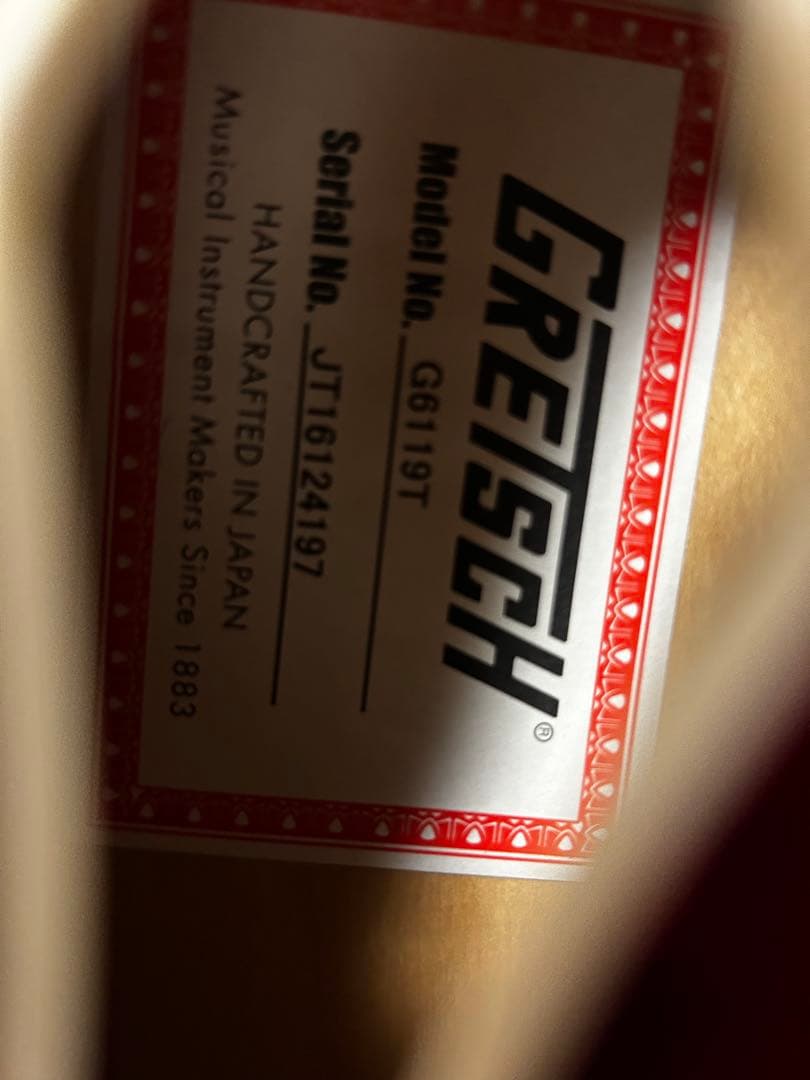 GRETSCH®
Model No. G6119T
Serial No. JT16124197
HANDCRAFTED IN JAPAN
Musical Instrument Makers Since 1883